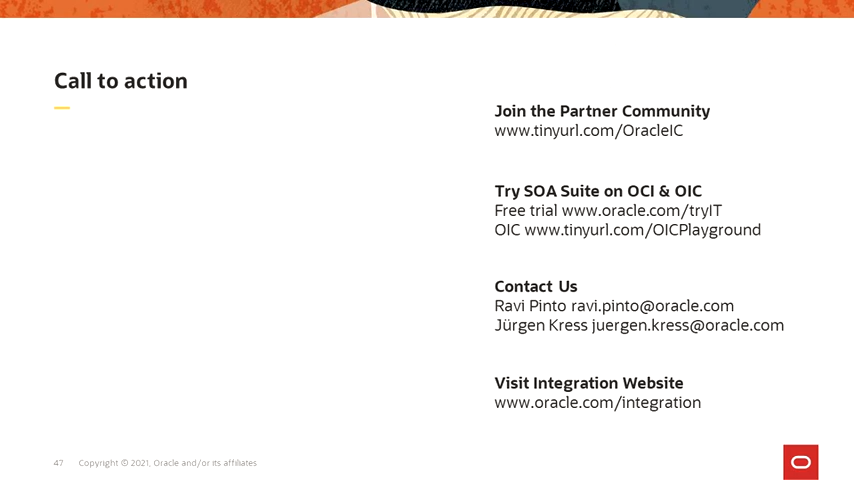 Call to action
Join the Partner Community
www.tinyurl.com/OracleIC
Try SOA Suite on OCI & OIC
Free trial www.oracle.com/tryIT
OIC www.tinyurl.com/OICPlayground
Contact Us
Ravi Pinto ravi.pinto@oracle.com
Jürgen Kress juergen.kress@oracle.com
Visit Integration Website
www.oracle.com/integration
47 Copyright © 2021, Oracle and/or its affiliates